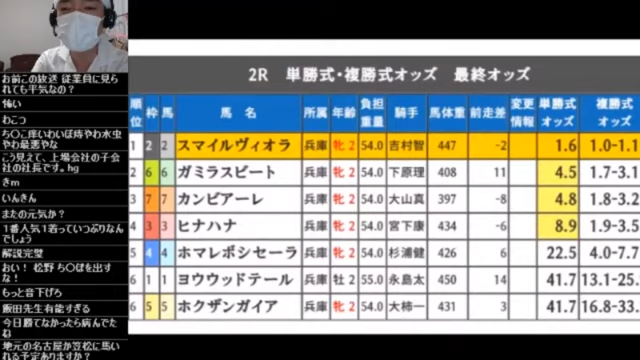 お前この放送 従業員に見ら
れても平気なの?
怖い
わこつ
ち〇こ痒いわいぼ痔やわ水虫
やわ最悪やな
こう見えて、上場会社の子会
社の社長です。hg
きm
いんきん
またの元気か?
1番人気1若っていつぶりなん
でしょう
解説完璧
おい! 松野 ち〇ぽを出すな
!
もっと音下げろ
飯田先生有能すぎる
今日勝てなかったら病んでた
ね
地元の名古屋か笠松に馬い
れる予定ありますか?
2R 単勝式・複勝式オッズ 最終オッズ
順位 枠 馬 馬 名 所属 年齢 負担重量 騎手 馬体重 前走差 変更情報 単勝式オッズ 複勝式オッズ
1 2 2 スマイルヴィオラ 兵庫 牝 2 54.0 吉村智 447 -2 1.6 1.0-1.1
2 6 6 ガミラスビート 兵庫 牝 2 54.0 下原理 408 11 4.5 1.7-3.1
3 7 7 カンビアーレ 兵庫 牝 2 54.0 大山真 397 -8 4.8 1.8-3.2
4 3 3 ヒナハナ 兵庫 牝 2 54.0 宮下康 434 -6 8.9 1.9-3.5
5 4 4 ホマレポシセーラ 兵庫 牝 2 54.0 杉浦健 426 6 22.5 4.0-7.7
6 1 1 ヨウウッドテール 兵庫 牡 2 55.0 永島太 450 14 41.7 13.1-25.
6 5 5 ホクザンガイア 兵庫 牝 2 54.0 大柿一 431 3 41.7 16.8-33.